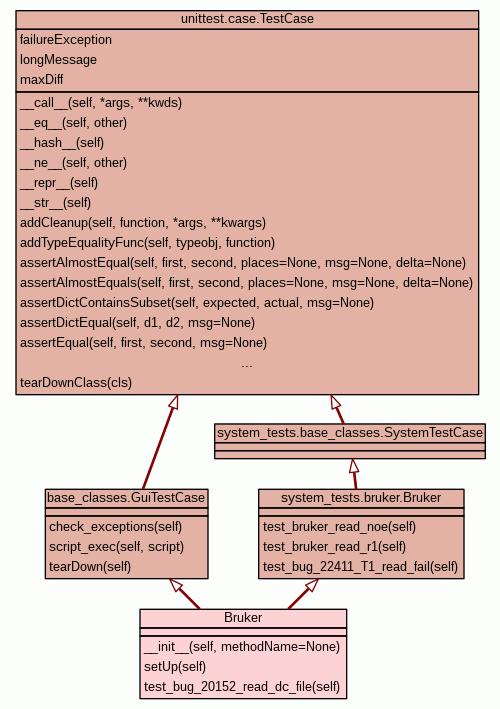 unittest.case.TestCase
failureException
longMessage
maxDiff
__call__(self, *args, **kwds)
__eq__(self, other)
__hash__(self)
__ne__(self, other)
__repr__(self)
__str__(self)
addCleanup(self, function, *args, **kwargs)
addTypeEqualityFunc(self, typeobj, function)
assertAlmostEqual(self, first, second, places=None, msg=None, delta=None)
assertAlmostEquals(self, first, second, places=None, msg=None, delta=None)
assertDictContainsSubset(self, expected, actual, msg=None)
assertDictEqual(self, d1, d2, msg=None)
assertEqual(self, first, second, msg=None)
...
tearDownClass(cls)
system_tests.base_classes.SystemTestCase
base_classes.GuiTestCase
check_exceptions(self)
script_exec(self, script)
tearDown(self)
system_tests.bruker.Bruker
test_bruker_read_noe(self)
test_bruker_read_r1(self)
test_bug_22411_T1_read_fail(self)
Bruker
__init__(self, methodName=None)
setUp(self)
test_bug_20152_read_dc_file(self)